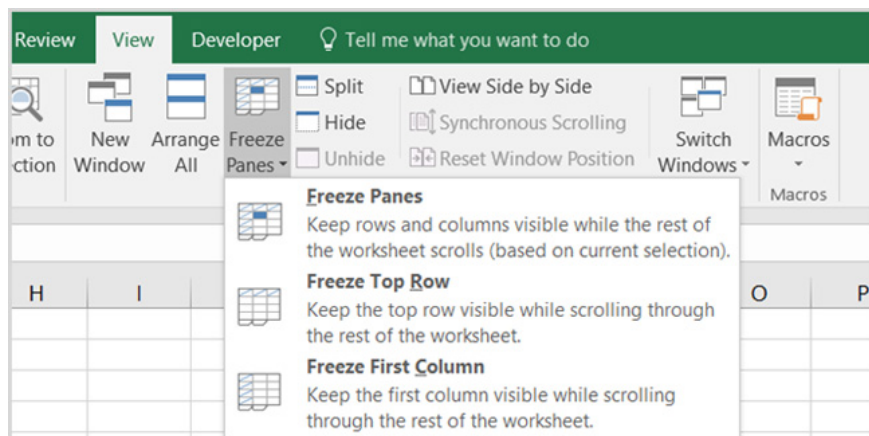 Review View Developer Tell me what you want to do
Split View Side by Side
Hide Synchronous Scrolling
Unhide Reset Window Position
om to New Arrange Freeze Switch Macros
ction Window All Panes Windows
Macros
Freeze Panes
Keep rows and columns visible while the rest of
the worksheet scrolls (based on current selection).
Freeze Top Row
Keep the top row visible while scrolling through
the rest of the worksheet.
Freeze First Column
Keep the first column visible while scrolling
through the rest of the worksheet.
H I O P